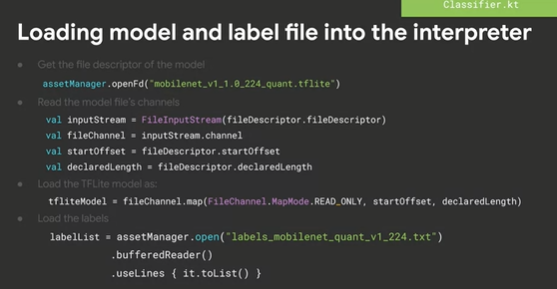 Classifier.kt
Loading model and label file into the interpreter
● Get the file descriptor of the model
assetManager.openFd("mobilenet_v1_1.0_224_quant.tflite")
● Read the model file's channels
val inputStream = FileInputStream(fileDescriptor.fileDescriptor)
val fileChannel = inputStream.channel
val startOffset = fileDescriptor.startOffset
val declaredLength = fileDescriptor.declaredLength
● Load the TFLite model as:
tfliteModel = fileChannel.map(FileChannel.MapMode.READ_ONLY, startOffset, declaredLength)
● Load the labels
labelList = assetManager.open("labels_mobilenet_quant_v1_224.txt")
.bufferedReader()
.useLines { it.toList() }